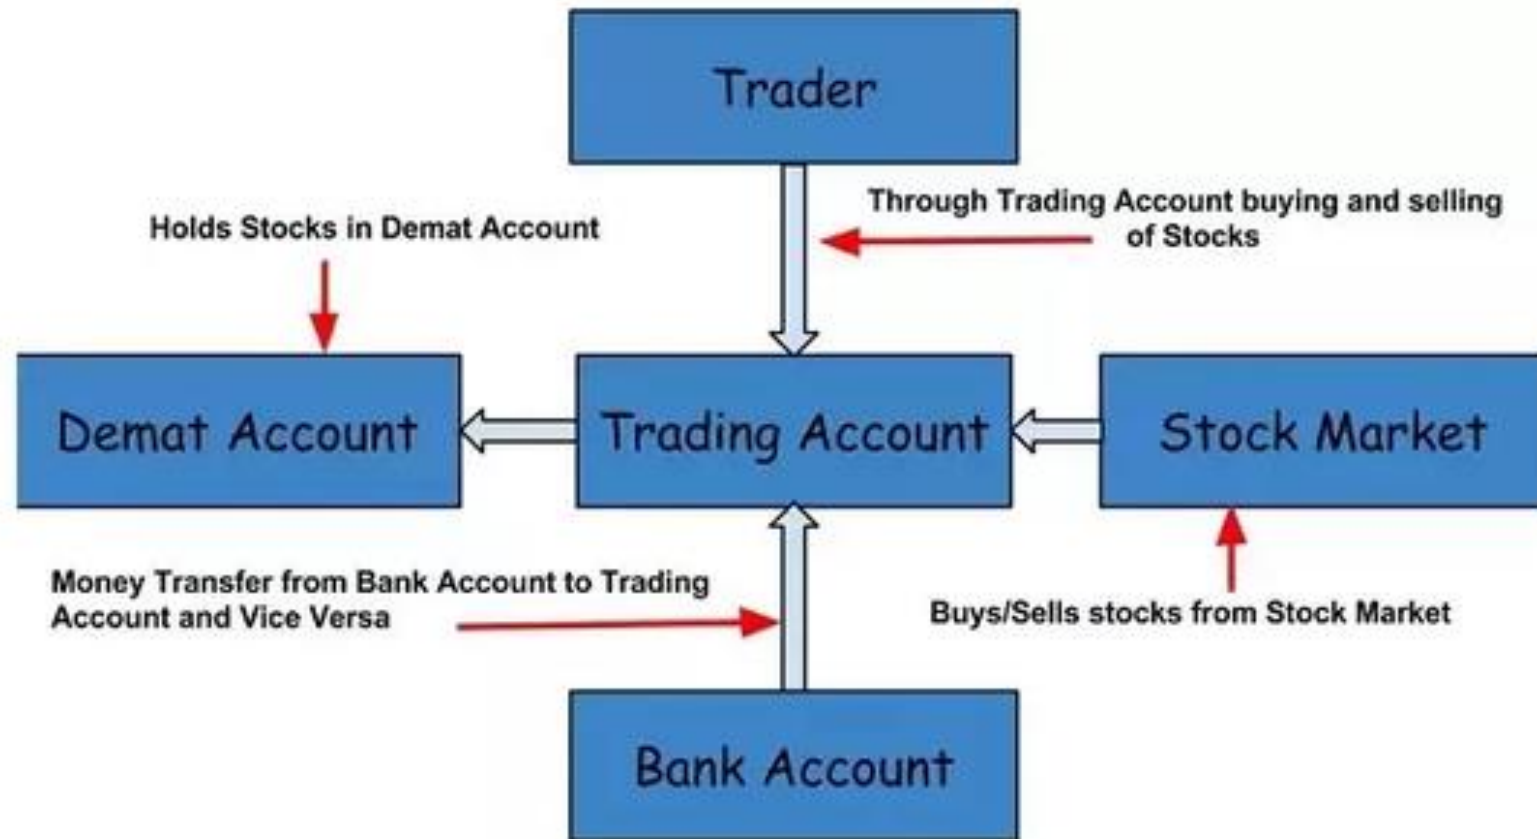 Trader
Through Trading Account buying and selling
of Stocks
Holds Stocks in Demat Account
Demat Account
Trading Account
Stock Market
Money Transfer from Bank Account to Trading
Account and Vice Versa
Buys/Sells stocks from Stock Market
Bank Account